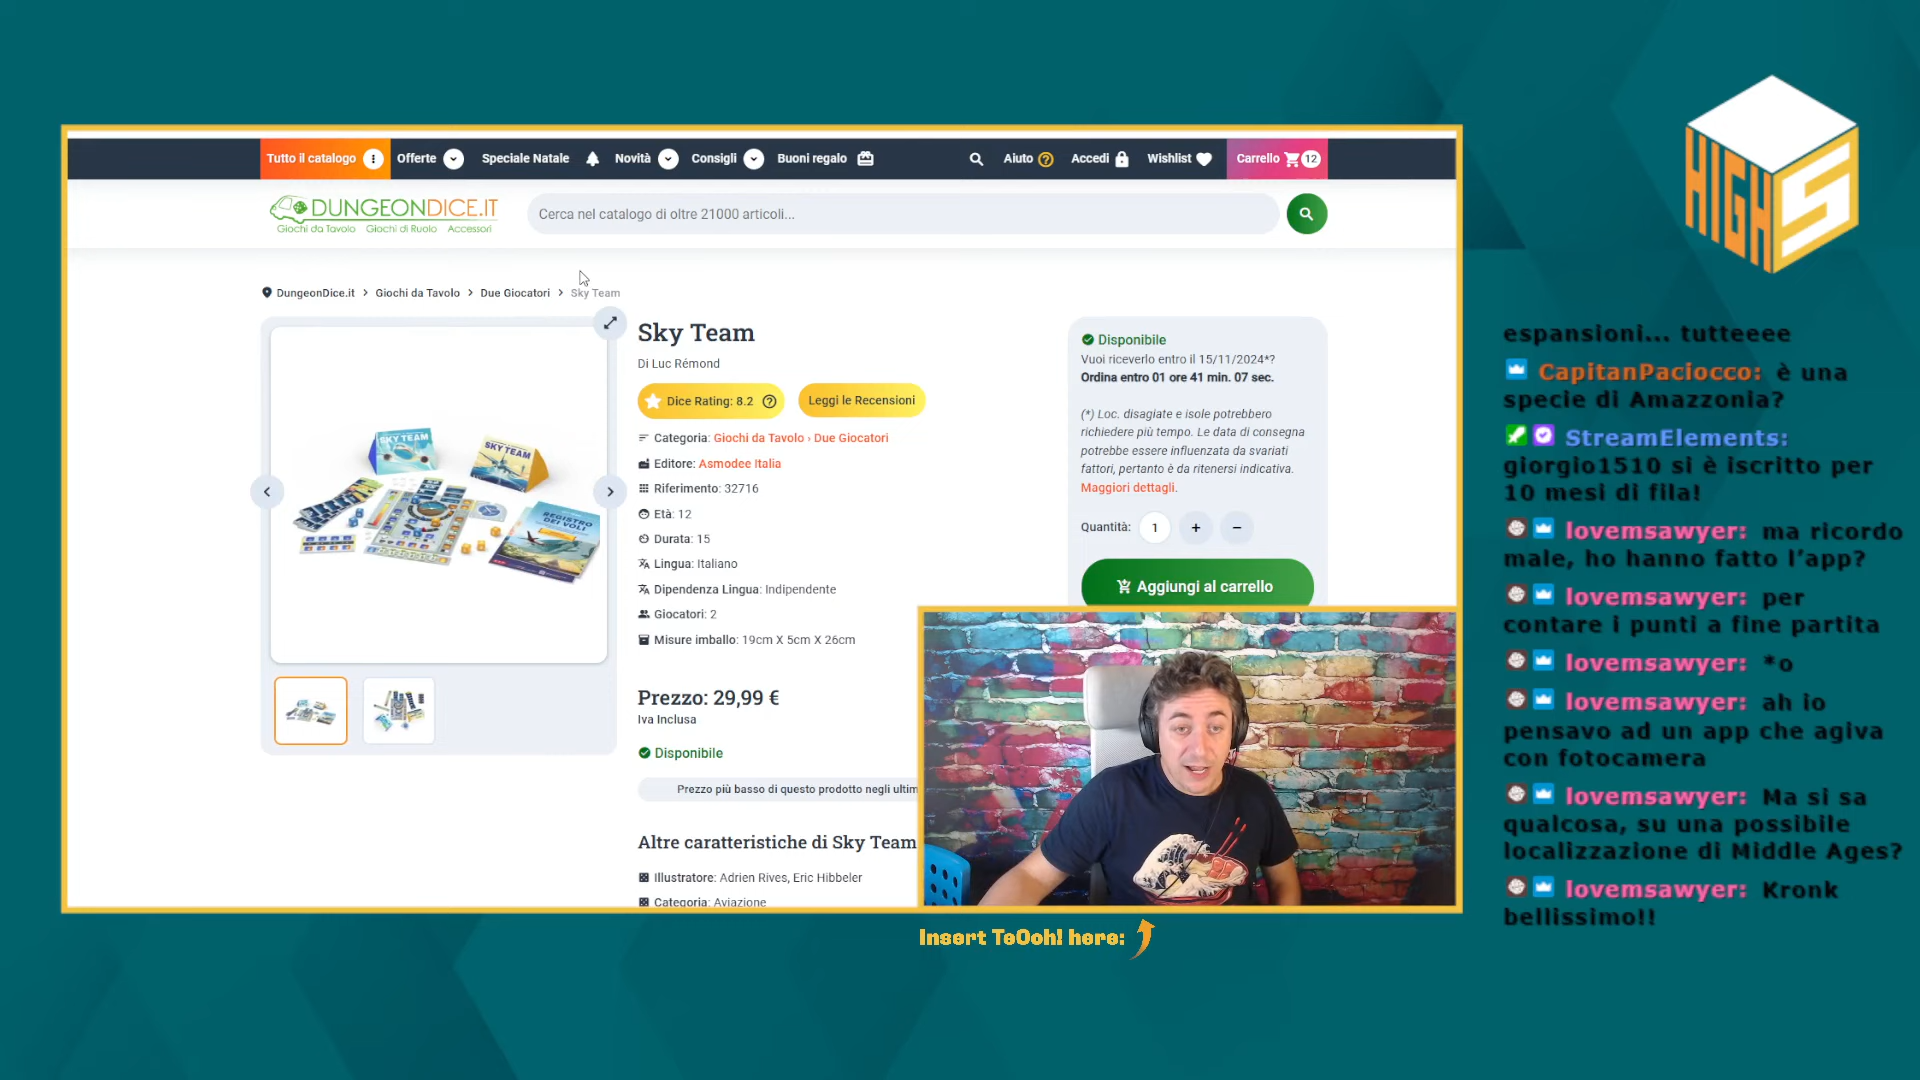 Tutto il catalogo
Offerte
Speciale Natale
Novità
Consigli
Buoni regalo
Aiuto
Accedi
Wishlist
Carrello 12
DUNGEONDICE.IT
Giochi da Tavolo Giochi di Ruolo Accessori
Cerca nel catalogo di oltre 21000 articoli...
DungeonDice.it > Giochi da Tavolo > Due Giocatori > Sky Team
SKY TEAM
SKY TEAM
REGISTRO
DEI VOLI
Sky Team
Di Luc Rémond
Dice Rating: 8.2
Leggi le Recensioni
Categoria: Giochi da Tavolo › Due Giocatori
Editore: Asmodee Italia
Riferimento: 32716
Età: 12
Durata: 15
Lingua: Italiano
Dipendenza Lingua: Indipendente
Giocatori: 2
Misure imballo: 19cm X 5cm X 26cm
Prezzo: 29,99 €
Iva Inclusa
Disponibile
Prezzo più basso di questo prodotto negli ultim
Altre caratteristiche di Sky Team
Illustratore: Adrien Rives, Eric Hibbeler
Categoria: Aviazione
Disponibile
Vuoi riceverlo entro il 15/11/2024*?
Ordina entro 01 ore 41 min. 07 sec.
(*) Loc. disagiate e isole potrebbero
richiedere più tempo. Le data di consegna
potrebbe essere influenzata da svariati
fattori, pertanto è da ritenersi indicativa.
Maggiori dettagli.
Quantità: 1 + −
Aggiungi al carrello
Insert TeOoh! here:
HIGH5
espansioni... tutteeee
CapitanPaciocco: è una
specie di Amazzonia?
StreamElements:
giorgio1510 si è iscritto per
10 mesi di fila!
lovemsawyer: ma ricordo
male, ho hanno fatto l'app?
lovemsawyer: per
contare i punti a fine partita
lovemsawyer: *o
lovemsawyer: ah io
pensavo ad un app che agiva
con fotocamera
lovemsawyer: Ma si sa
qualcosa, su una possibile
localizzazione di Middle Ages?
lovemsawyer: Kronk
bellissimo!!